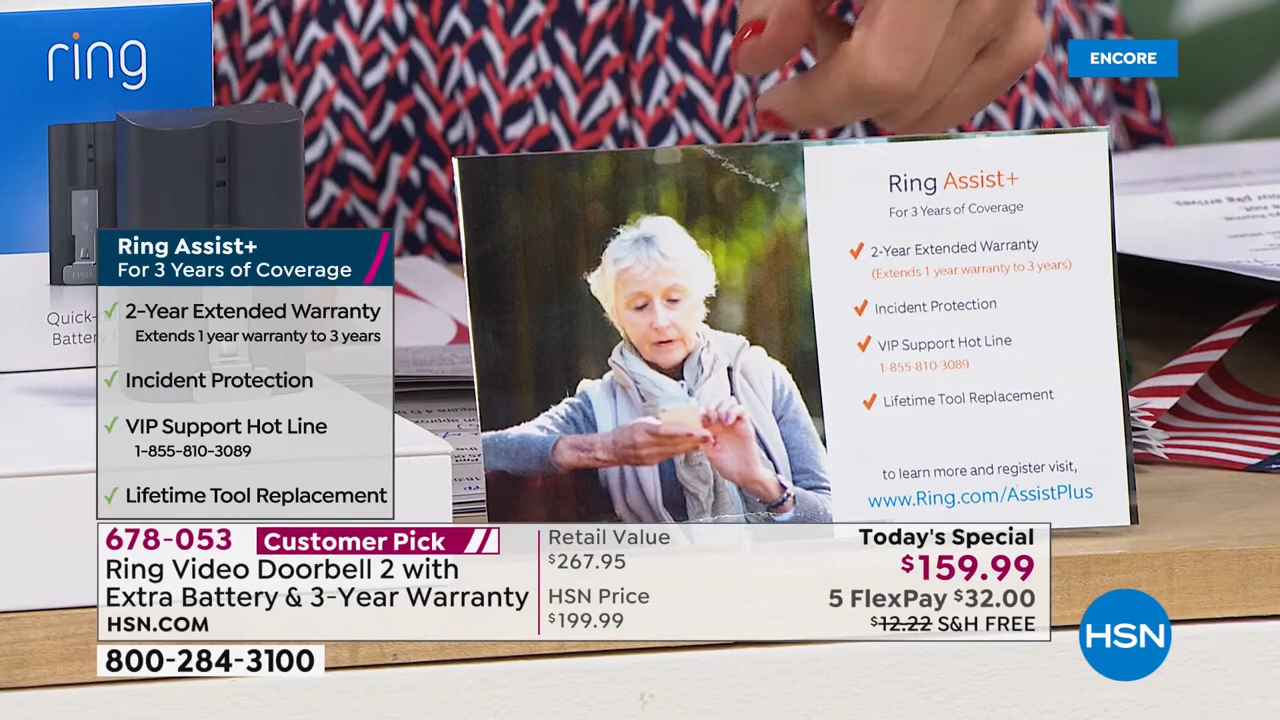 ring
ENCORE
Quick-
Battery
Ring Assist+
For 3 Years of Coverage
✓ 2-Year Extended Warranty
Extends 1 year warranty to 3 years
✓ Incident Protection
✓ VIP Support Hot Line
1-855-810-3089
✓ Lifetime Tool Replacement
Ring Assist+
For 3 Years of Coverage
✓ 2-Year Extended Warranty
(Extends 1 year warranty to 3 years)
✓ Incident Protection
✓ VIP Support Hot Line
1-855-810-3089
✓ Lifetime Tool Replacement
to learn more and register visit,
www.Ring.com/AssistPlus
678-053 Customer Pick
Ring Video Doorbell 2 with
Extra Battery & 3-Year Warranty
HSN.COM
Retail Value
$267.95
HSN Price
$199.99
Today's Special
$159.99
5 FlexPay $32.00
$12.22 S&H FREE
800-284-3100
HSN